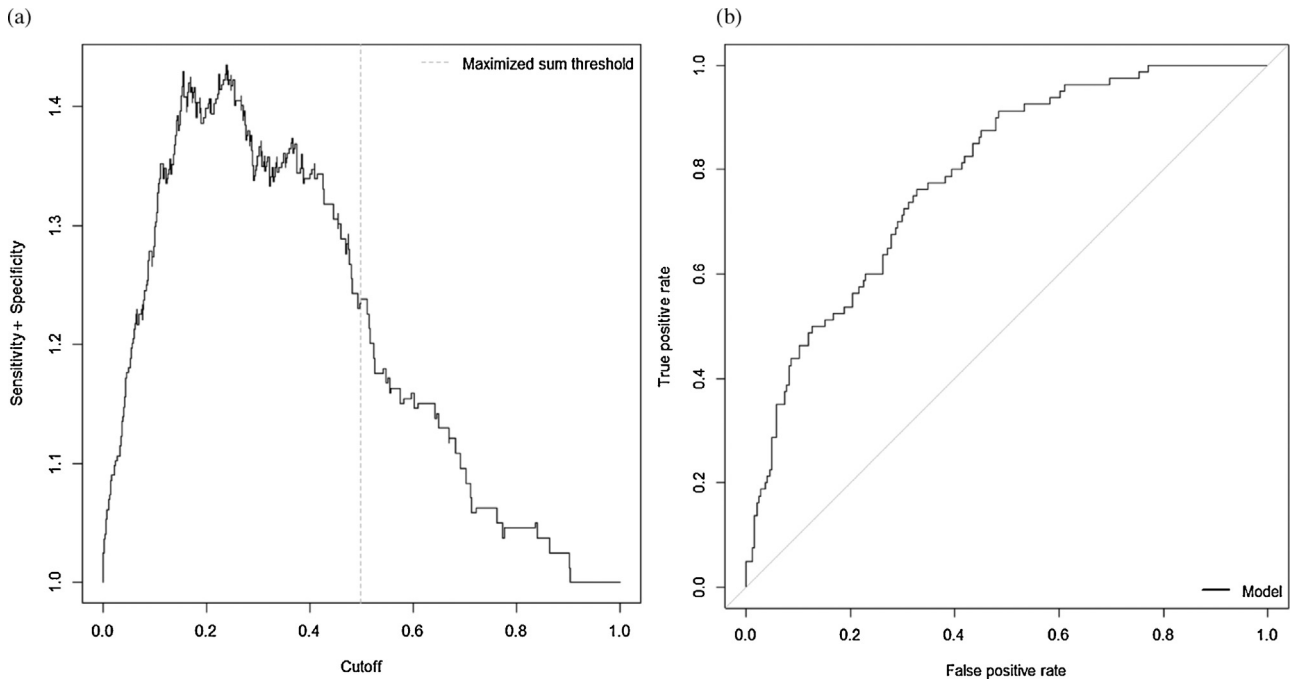 (a)
Maximized sum threshold
Sensitivity+ Specificity
1.4
1.3
1.2
1.1
1.0
0.0 0.2 0.4 0.6 0.8 1.0
Cutoff
(b)
True positive rate
1.0
0.8
0.6
0.4
0.2
0.0
Model
0.0 0.2 0.4 0.6 0.8 1.0
False positive rate